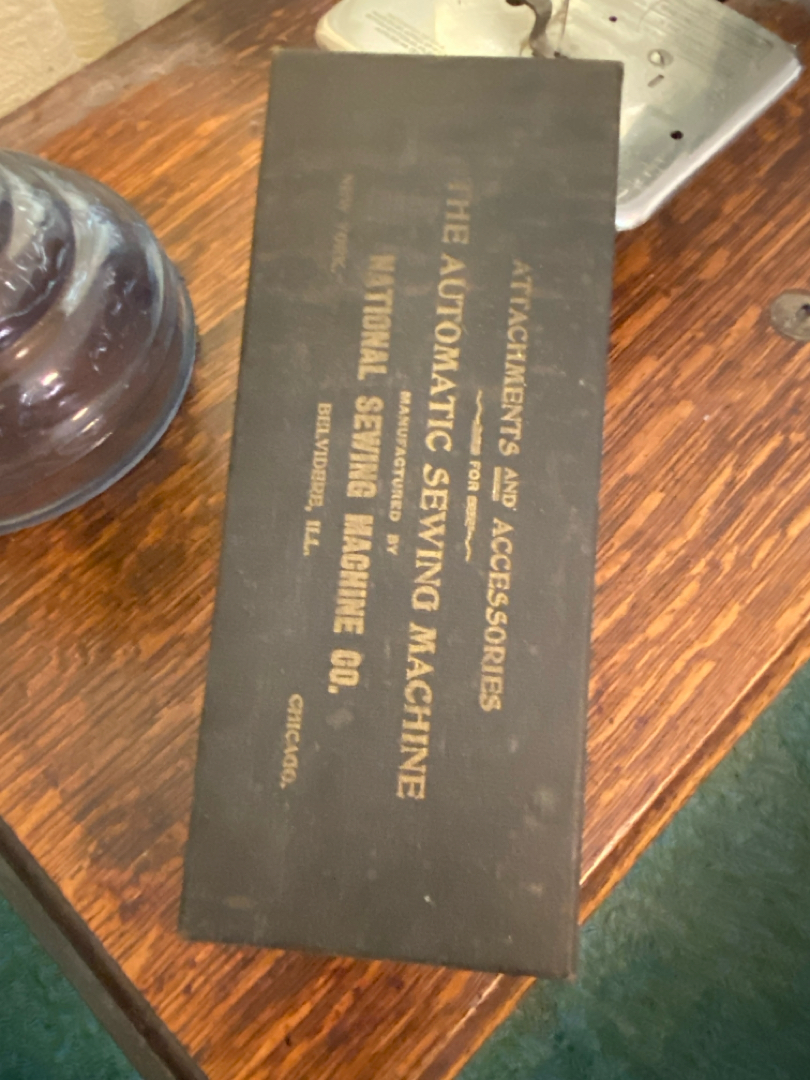 ATTACHMENTS AND ACCESSORIES
FOR
THE AUTOMATIC SEWING MACHINE
MANUFACTURED BY
NATIONAL SEWING MACHINE CO.
NEW YORK. BELVIDERE, ILL. CHICAGO.